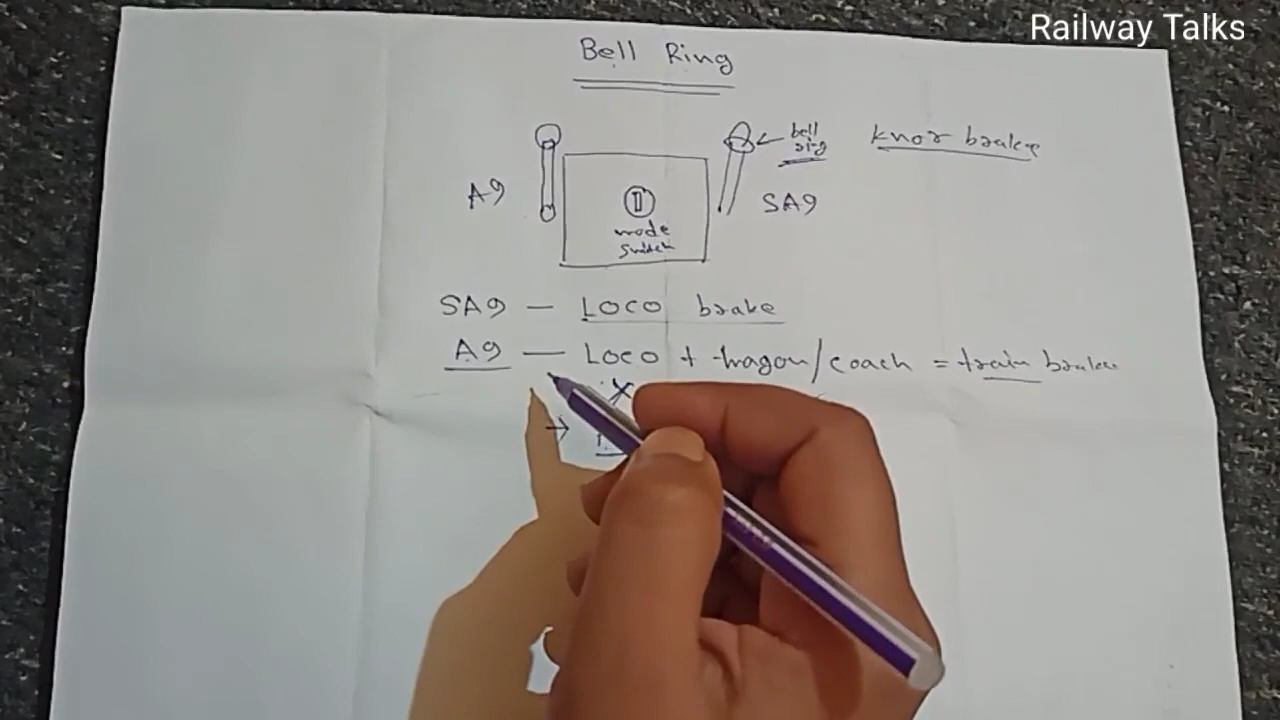 Railway Talks
Bell Ring
bell
ring
knor brake
A9
SA9
II
mode
switch
SA9 — LOCO brake
A9 — LOCO + wagon/coach = train brake
X
→